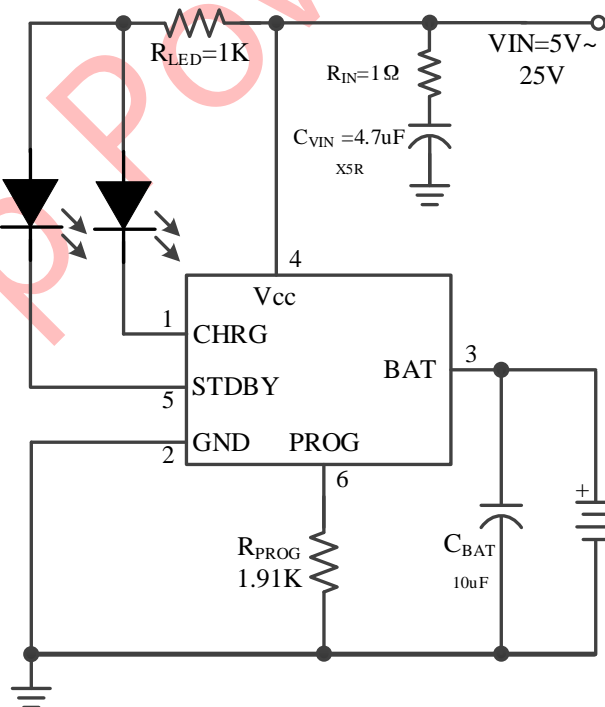 RLED=1K
VIN=5V~
25V
RIN=1Ω
CVIN =4.7uF
X5R
4
Vcc
1
CHRG
3
BAT
5
STDBY
2
GND
PROG
6
RPROG
1.91K
CBAT
10uF
+
p Pow